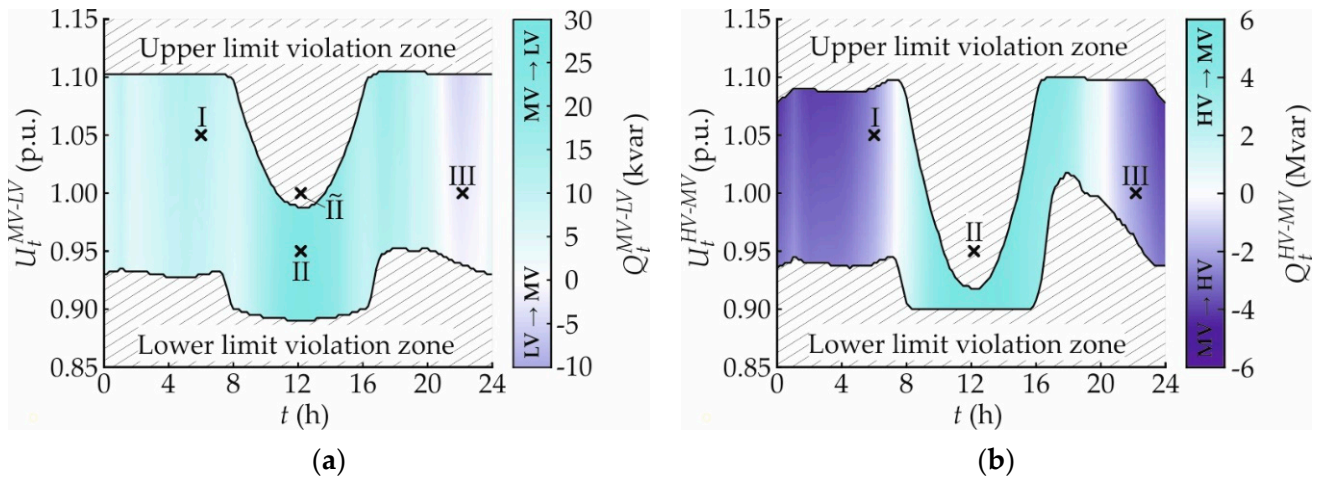 1.15
1.10
1.05
1.00
0.95
0.90
0.85
U_t^{MV-LV} (p.u.)
Upper limit violation zone
I
ĨI
II
III
Lower limit violation zone
0 4 8 12 16 20 24
t (h)
30
25
20
15
10
5
0
-5
-10
MV → LV
LV → MV
Q_t^{MV-LV} (kvar)
(a)
1.15
1.10
1.05
1.00
0.95
0.90
0.85
U_t^{HV-MV} (p.u.)
Upper limit violation zone
I
II
III
Lower limit violation zone
0 4 8 12 16 20 24
t (h)
6
4
2
0
-2
-4
-6
HV → MV
MV → HV
Q_t^{HV-MV} (Mvar)
(b)